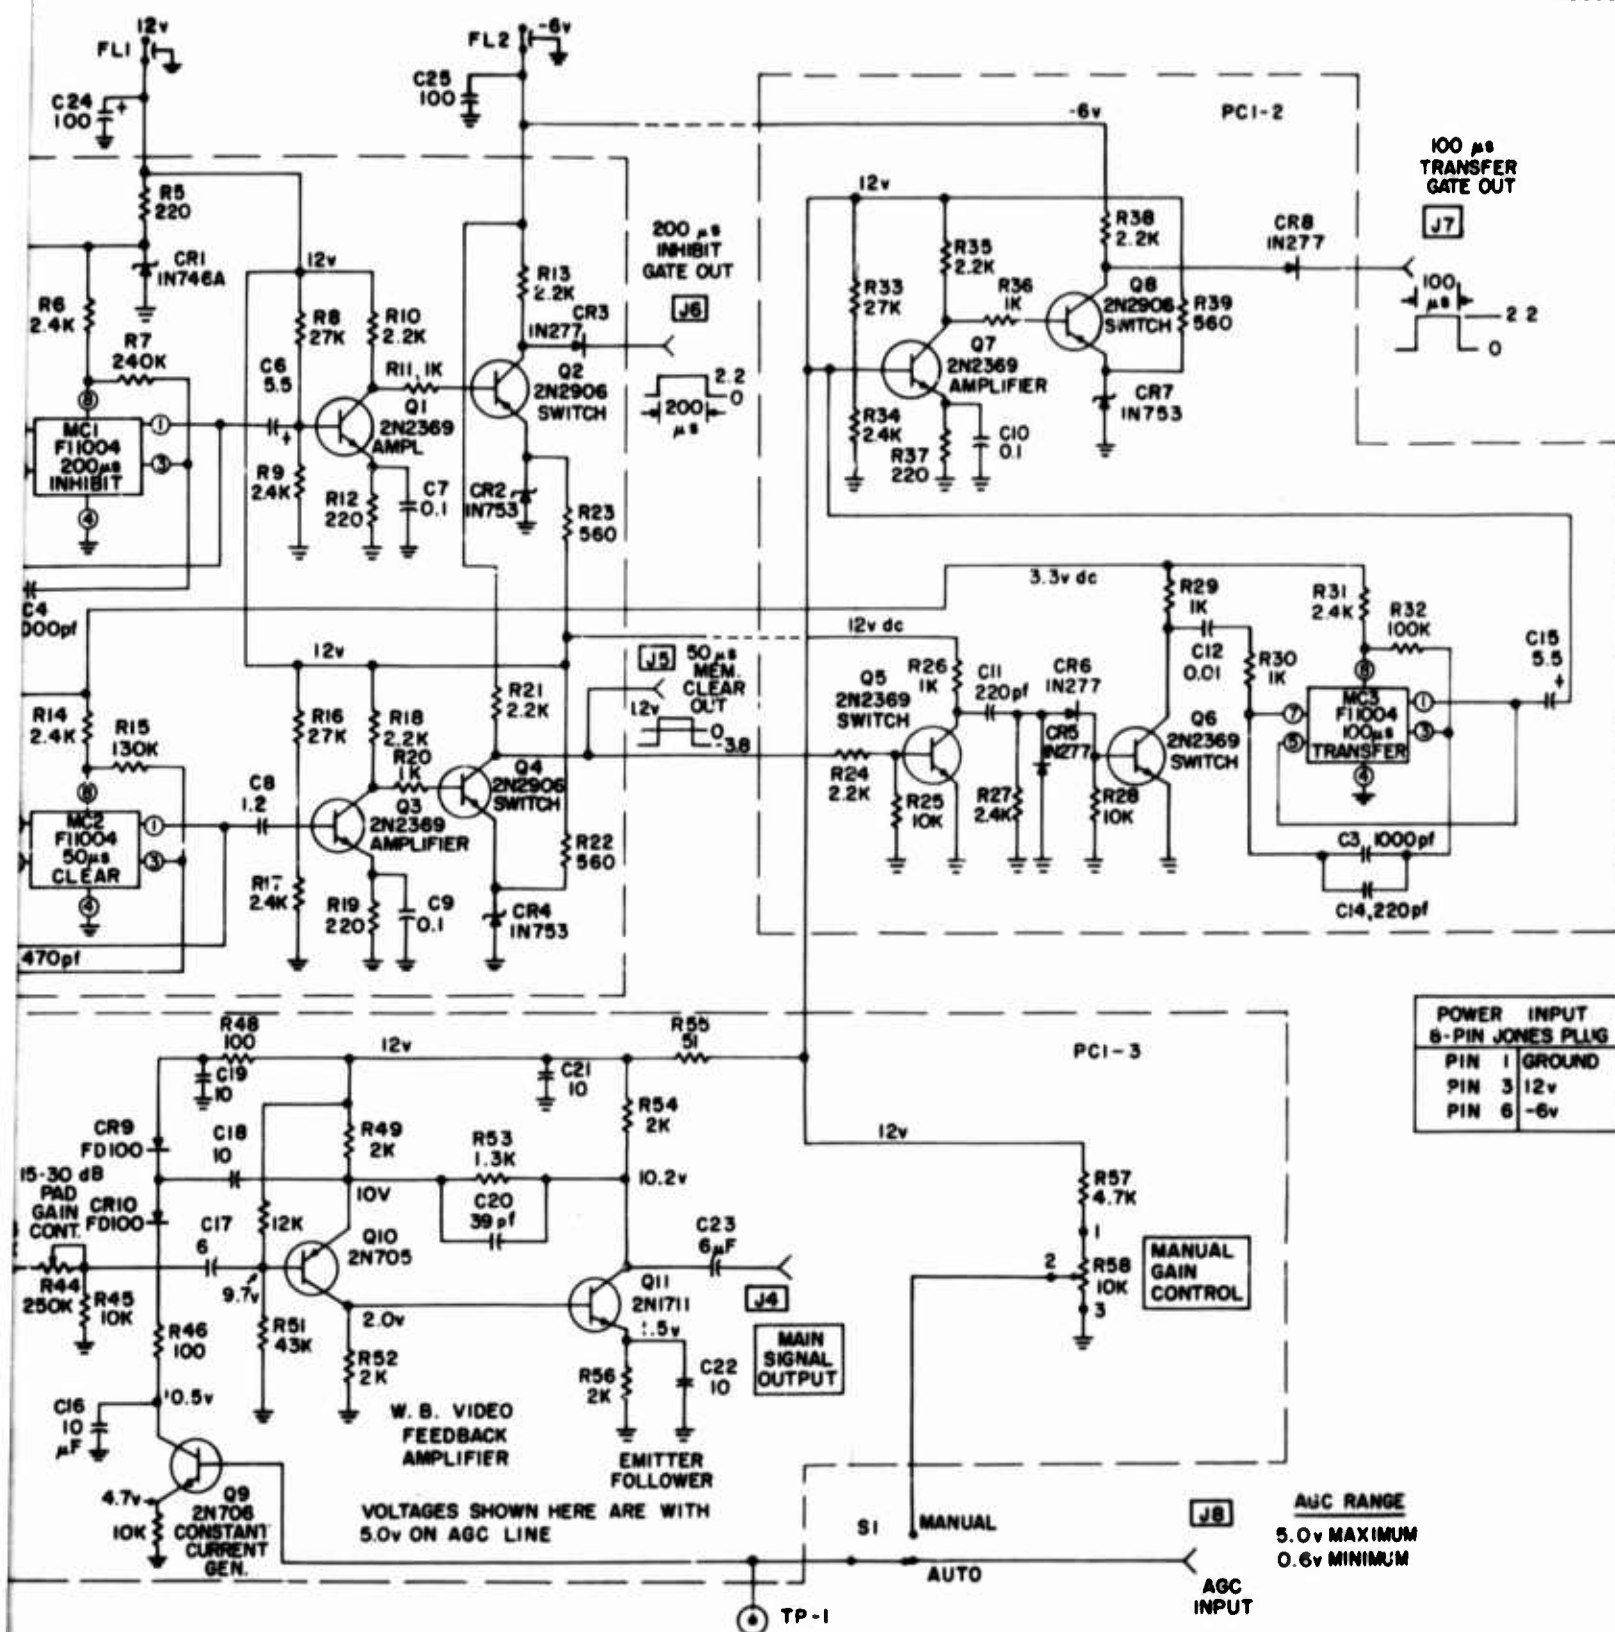 12v
FL1
C24
100
+
FL2
-6v
C25
100
-6v
PC1-2
100 µs
TRANSFER
GATE OUT
J7
CR8
1N277
100
µs
2 2
0
R5
220
CR1
1N746A
R6
2.4K
R7
240K
12v
R8
27K
R10
2.2K
C6
5.5
+
R11, 1K
R13
2.2K
CR3
1N277
200 µs
INHIBIT
GATE OUT
J6
2.2
0
200
µs
Q2
2N2906
SWITCH
Q1
2N2369
AMPL
8
MC1
F11004
200µs
INHIBIT
1
3
4
R9
2.4K
R12
220
C7
0.1
CR2
1N753
R23
560
12v
R33
27K
R35
2.2K
R36
1K
R38
2.2K
Q8
2N2906
SWITCH
R39
560
Q7
2N2369
AMPLIFIER
R34
2.4K
R37
220
C10
0.1
CR7
1N753
C4
000pf
3.3v dc
12v dc
R29
1K
C12
0.01
R30
1K
R31
2.4K
R32
100K
C15
5.5
+
8
MC3
F11004
100µs
TRANSFER
7
5
1
3
4
C3, 1000pf
C14, 220pf
12v
J5
50 µs
MEM.
CLEAR
OUT
1.2v
0
-3.8
R14
2.4K
R15
130K
R16
27K
R18
2.2K
R20
1K
R21
2.2K
Q4
2N2906
SWITCH
Q3
2N2369
AMPLIFIER
C8
1.2
8
MC2
F11004
50µs
CLEAR
1
3
4
R17
2.4K
R19
220
C9
0.1
CR4
1N753
R22
560
470pf
Q5
2N2369
SWITCH
R26
1K
C11
220pf
CR6
1N277
CR5
1N277
R24
2.2K
R25
10K
R27
2.4K
R28
10K
Q6
2N2369
SWITCH
POWER INPUT
8-PIN JONES PLUG
PIN 1 GROUND
PIN 3 12v
PIN 6 -6v
R48
100
12v
R55
51
PC1-3
C19
10
C21
10
R54
2K
CR9
FD100
C18
10
R49
2K
R53
1.3K
10.2v
12v
15-30 dB
PAD
GAIN
CONT.
CR10
FD100
10V
C20
39 pf
C17
6
12K
Q10
2N705
C23
6µF
J4
MAIN
SIGNAL
OUTPUT
R57
4.7K
1
2
R58
10K
3
MANUAL
GAIN
CONTROL
R44
250K
R45
10K
9.7v
R46
100
R51
43K
2.0v
R52
2K
Q11
2N1711
1.5v
R56
2K
C22
10
10.5v
C16
10
µF
W. B. VIDEO
FEEDBACK
AMPLIFIER
EMITTER
FOLLOWER
4.7v
10K
Q9
2N706
CONSTANT
CURRENT
GEN.
VOLTAGES SHOWN HERE ARE WITH
5.0v ON AGC LINE
S1
MANUAL
AUTO
J8
AGC
INPUT
AGC RANGE
5.0v MAXIMUM
0.6v MINIMUM
TP-1